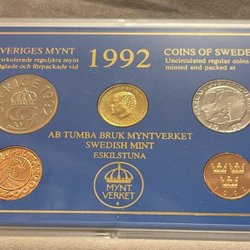 SVERIGES MYNT
1992
COINS OF SWEDEN
cirkulerade reguljära mynt
präglade och förpackade vid
Uncirculated regular coins
minted and packed at
AB TUMBA BRUK MYNTVERKET
SWEDISH MINT
ESKILSTUNA
MYNT
VERKET